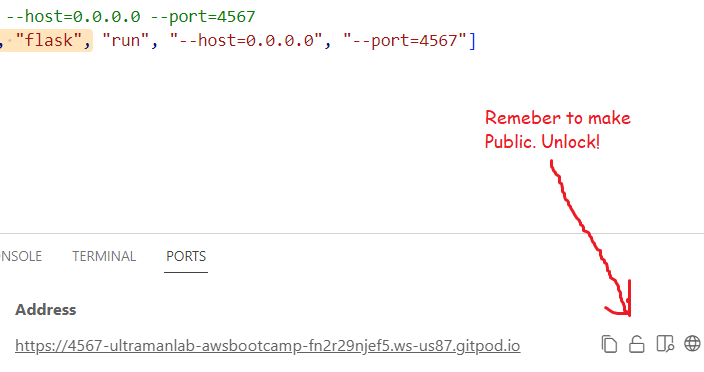 --host=0.0.0.0 --port=4567
, "flask", "run", "--host=0.0.0.0", "--port=4567"]
Remeber to make
Public. Unlock!
ONSOLE TERMINAL PORTS
Address
https://4567-ultramanlab-awsbootcamp-fn2r29njef5.ws-us87.gitpod.io